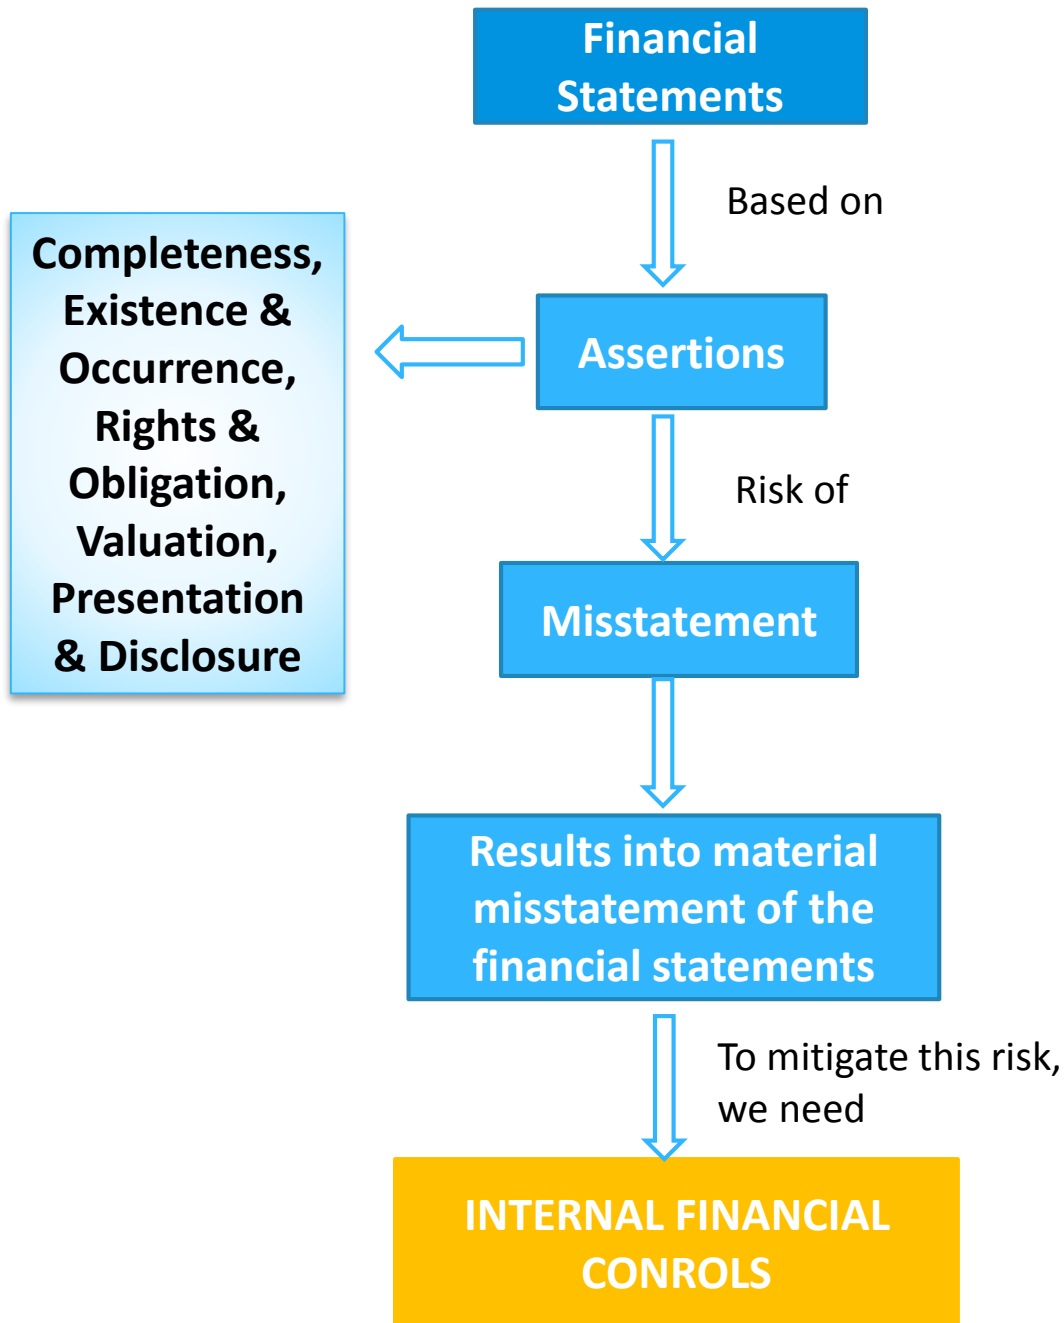 Financial
Statements
Based on
Completeness,
Existence &
Occurrence,
Rights &
Obligation,
Valuation,
Presentation
& Disclosure
Assertions
Risk of
Misstatement
Results into material
misstatement of the
financial statements
To mitigate this risk,
we need
INTERNAL FINANCIAL
CONROLS